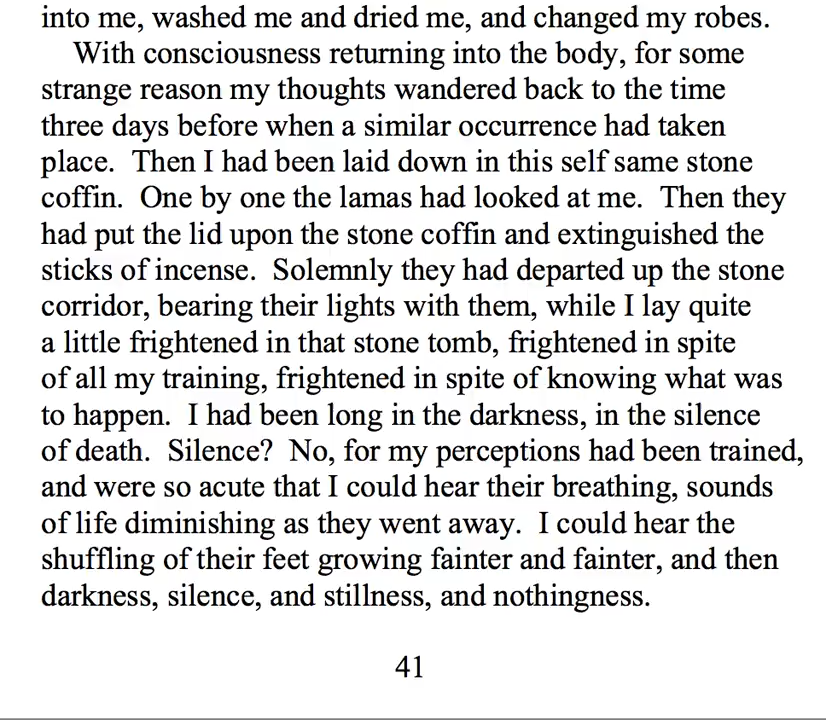 into me, washed me and dried me, and changed my robes.
With consciousness returning into the body, for some
strange reason my thoughts wandered back to the time
three days before when a similar occurrence had taken
place.  Then I had been laid down in this self same stone
coffin.  One by one the lamas had looked at me.  Then they
had put the lid upon the stone coffin and extinguished the
sticks of incense.  Solemnly they had departed up the stone
corridor, bearing their lights with them, while I lay quite
a little frightened in that stone tomb, frightened in spite
of all my training, frightened in spite of knowing what was
to happen.  I had been long in the darkness, in the silence
of death.  Silence?  No, for my perceptions had been trained,
and were so acute that I could hear their breathing, sounds
of life diminishing as they went away.  I could hear the
shuffling of their feet growing fainter and fainter, and then
darkness, silence, and stillness, and nothingness.
41